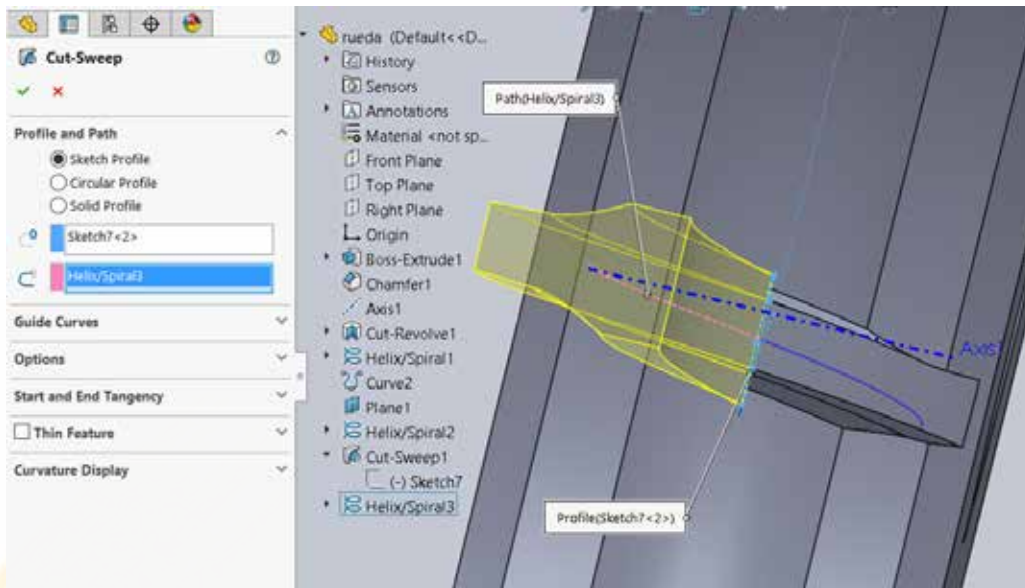 Cut-Sweep
Profile and Path
Sketch Profile
Circular Profile
Solid Profile
Sketch7<2>
Helix/Spiral3
Guide Curves
Options
Start and End Tangency
Thin Feature
Curvature Display
rueda (Default<<D...
History
Sensors
Annotations
Material <not sp...
Front Plane
Top Plane
Right Plane
Origin
Boss-Extrude1
Chamfer1
Axis1
Cut-Revolve1
Helix/Spiral1
Curve2
Plane1
Helix/Spiral2
Cut-Sweep1
(-) Sketch7
Helix/Spiral3
Path(Helix/Spiral3)
Axis1
Profile(Sketch7<2>)